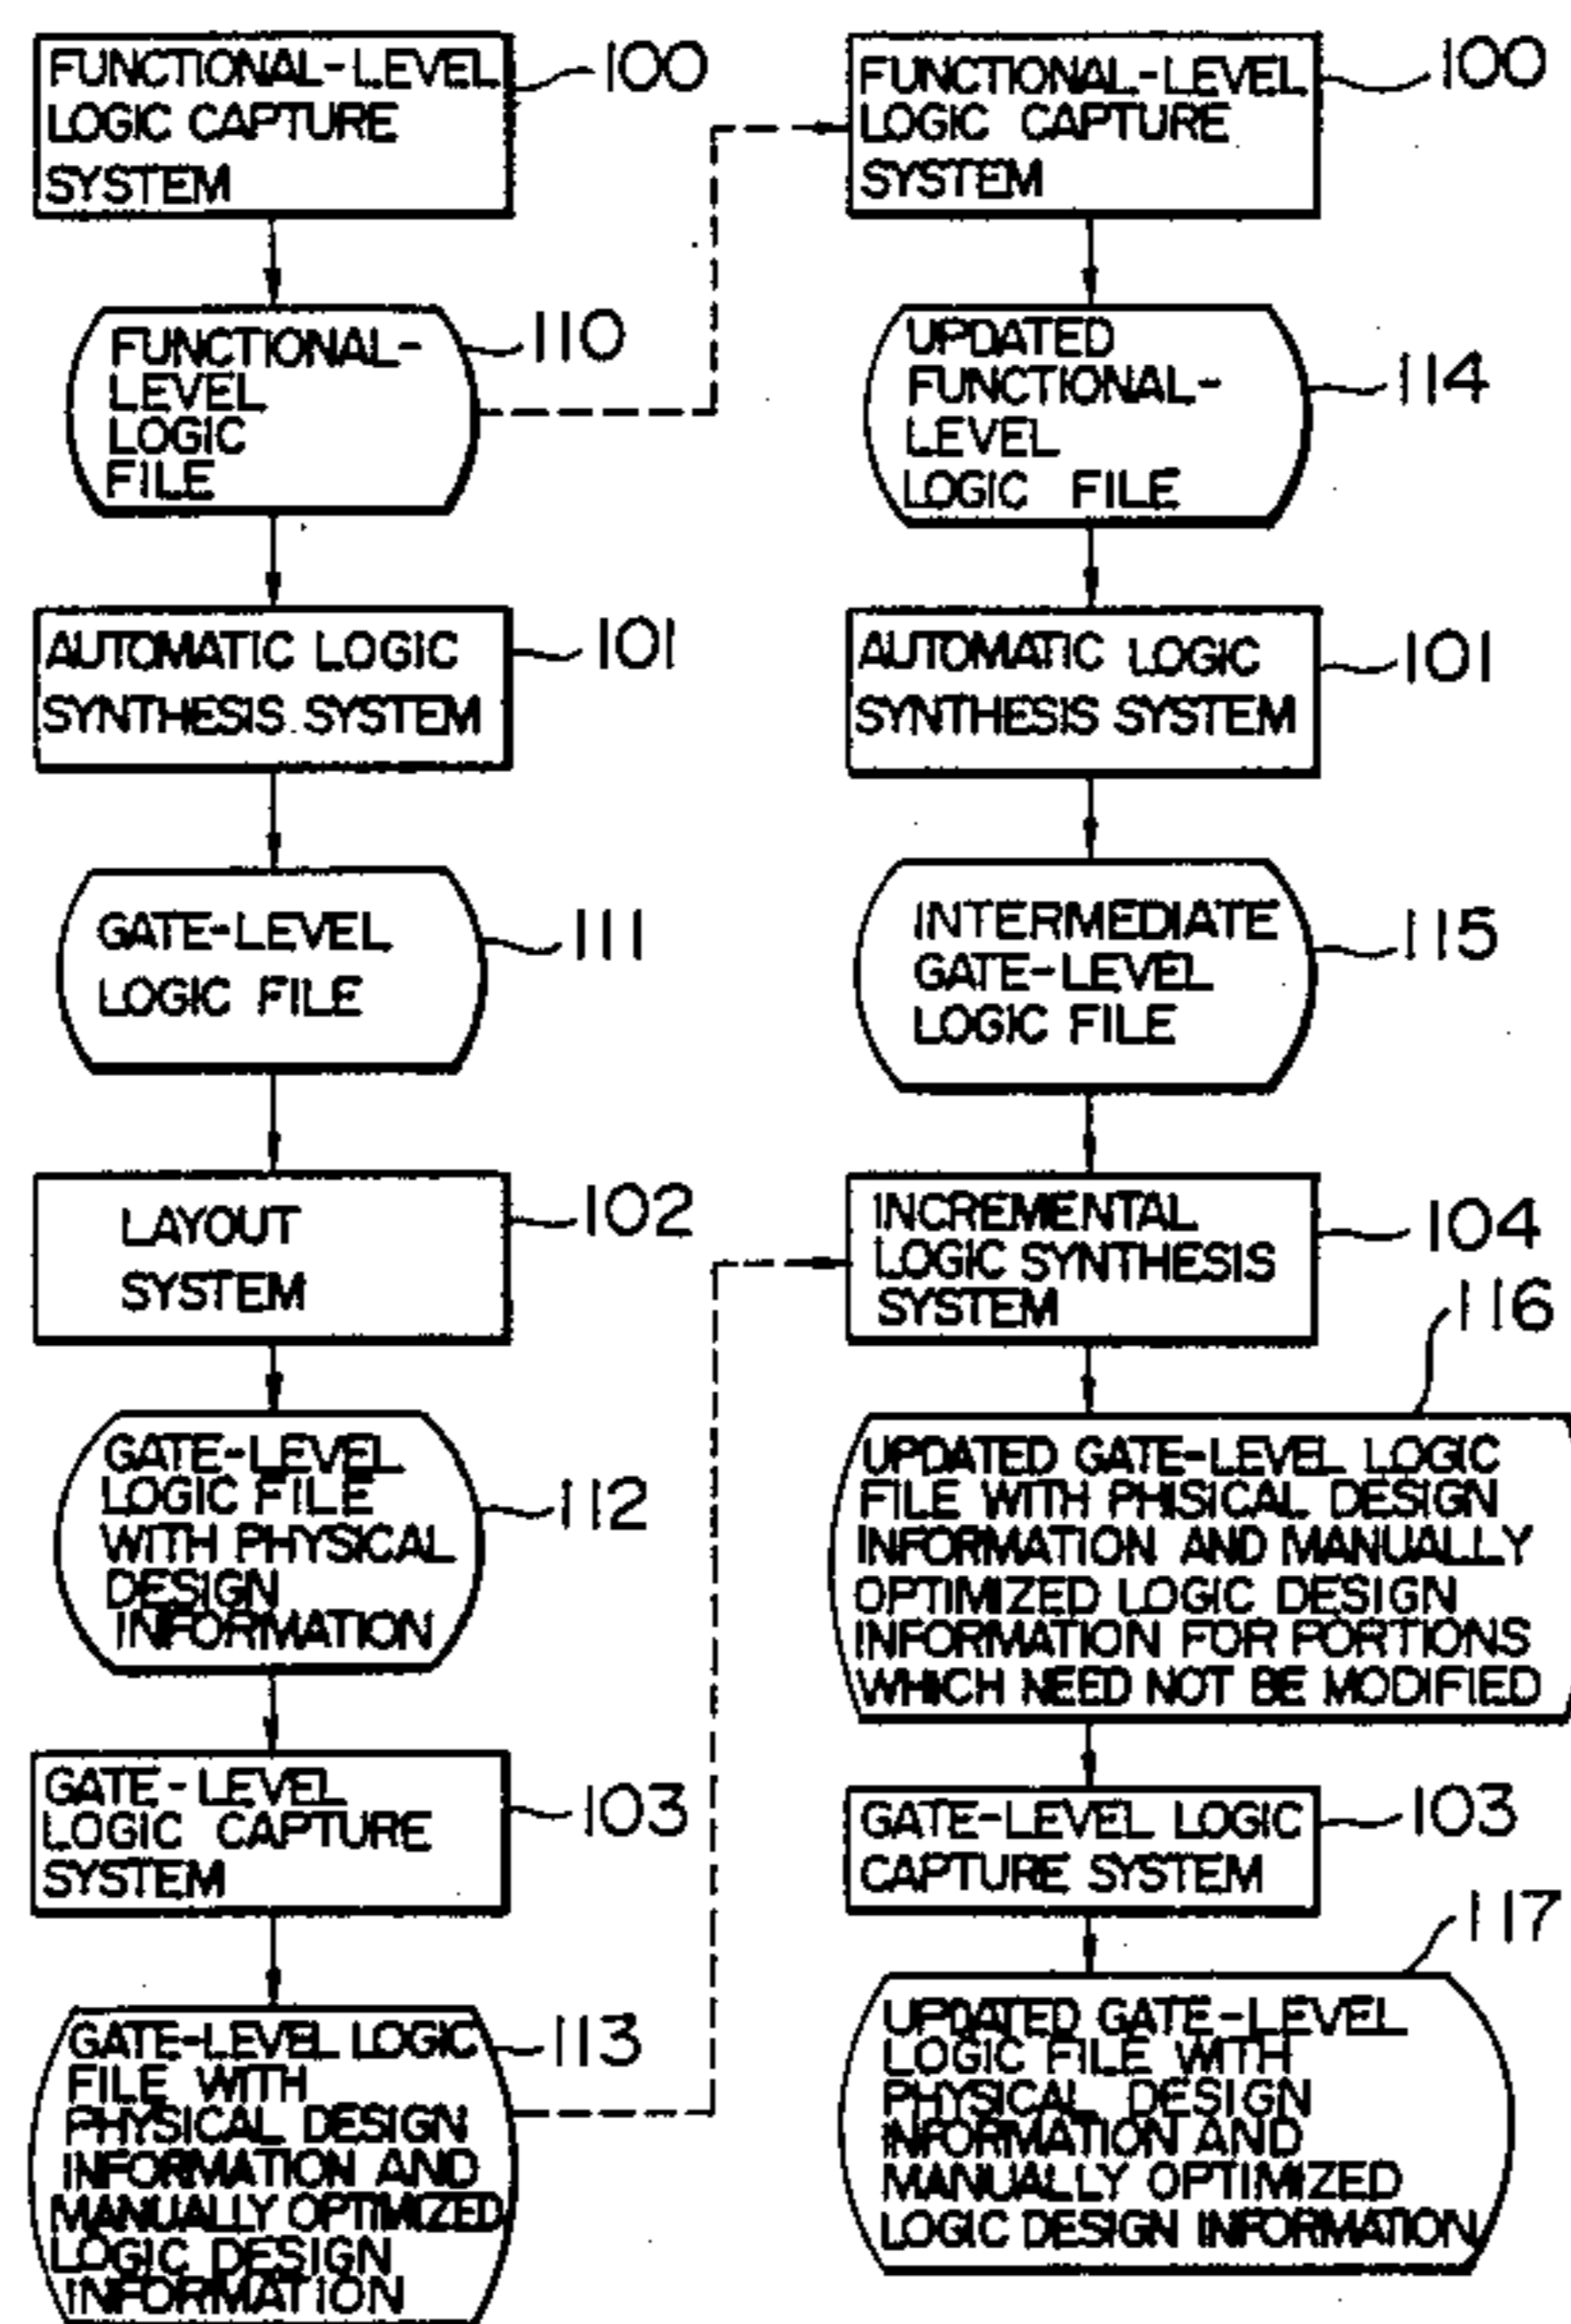 FUNCTIONAL-LEVEL
LOGIC CAPTURE
SYSTEM
100
FUNCTIONAL-
LEVEL
LOGIC
FILE
110
AUTOMATIC LOGIC
SYNTHESIS SYSTEM
101
GATE-LEVEL
LOGIC FILE
111
LAYOUT
SYSTEM
102
GATE-LEVEL
LOGIC FILE
WITH PHYSICAL
DESIGN
INFORMATION
112
GATE-LEVEL
LOGIC CAPTURE
SYSTEM
103
GATE-LEVEL LOGIC
FILE WITH
PHYSICAL DESIGN
INFORMATION AND
MANUALLY OPTIMIZED
LOGIC DESIGN
INFORMATION
113
FUNCTIONAL-LEVEL
LOGIC CAPTURE
SYSTEM
100
UPDATED
FUNCTIONAL-
LEVEL
LOGIC FILE
114
AUTOMATIC LOGIC
SYNTHESIS SYSTEM
101
INTERMEDIATE
GATE-LEVEL
LOGIC FILE
115
INCREMENTAL
LOGIC SYNTHESIS
SYSTEM
104
116
UPDATED GATE-LEVEL LOGIC
FILE WITH PHISICAL DESIGN
INFORMATION AND MANUALLY
OPTIMIZED LOGIC DESIGN
INFORMATION FOR PORTIONS
WHICH NEED NOT BE MODIFIED
GATE-LEVEL LOGIC
CAPTURE SYSTEM
103
117
UPDATED GATE-LEVEL
LOGIC FILE WITH
PHYSICAL DESIGN
INFORMATION AND
MANUALLY OPTIMIZED
LOGIC DESIGN INFORMATION